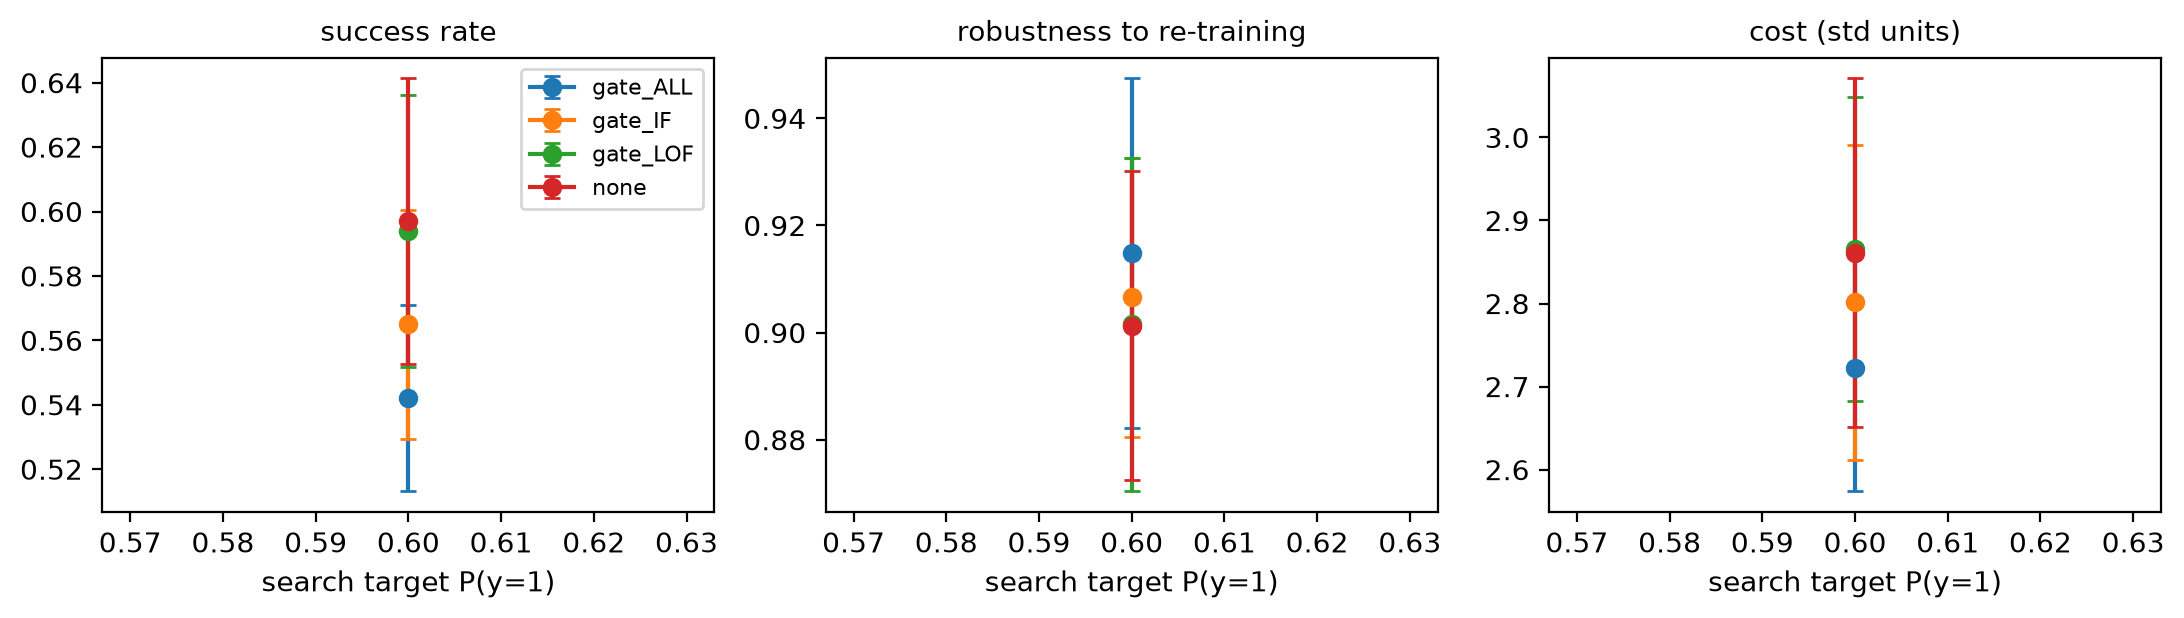 success rate
0.64
0.62
0.60
0.58
0.56
0.54
0.52
gate_ALL
gate_IF
gate_LOF
none
0.57 0.58 0.59 0.60 0.61 0.62 0.63
search target P(y=1)
robustness to re-training
0.94
0.92
0.90
0.88
0.57 0.58 0.59 0.60 0.61 0.62 0.63
search target P(y=1)
cost (std units)
3.0
2.9
2.8
2.7
2.6
0.57 0.58 0.59 0.60 0.61 0.62 0.63
search target P(y=1)